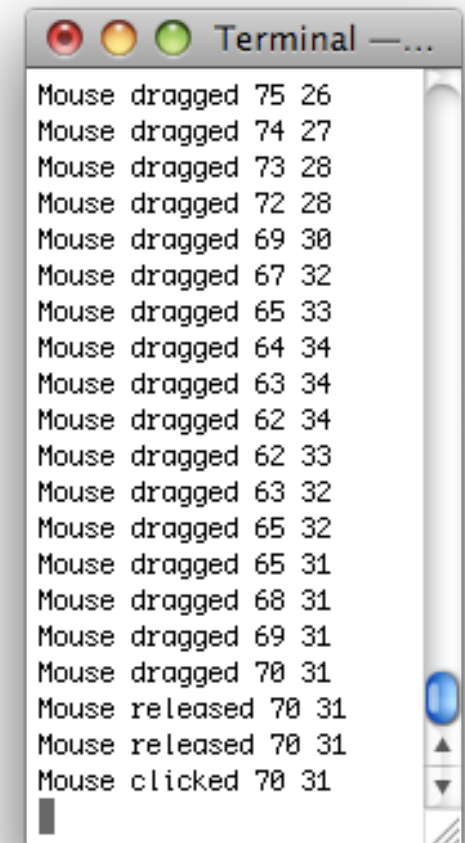 Terminal —...
Mouse dragged 75 26
Mouse dragged 74 27
Mouse dragged 73 28
Mouse dragged 72 28
Mouse dragged 69 30
Mouse dragged 67 32
Mouse dragged 65 33
Mouse dragged 64 34
Mouse dragged 63 34
Mouse dragged 62 34
Mouse dragged 62 33
Mouse dragged 63 32
Mouse dragged 65 32
Mouse dragged 65 31
Mouse dragged 68 31
Mouse dragged 69 31
Mouse dragged 70 31
Mouse released 70 31
Mouse released 70 31
Mouse clicked 70 31